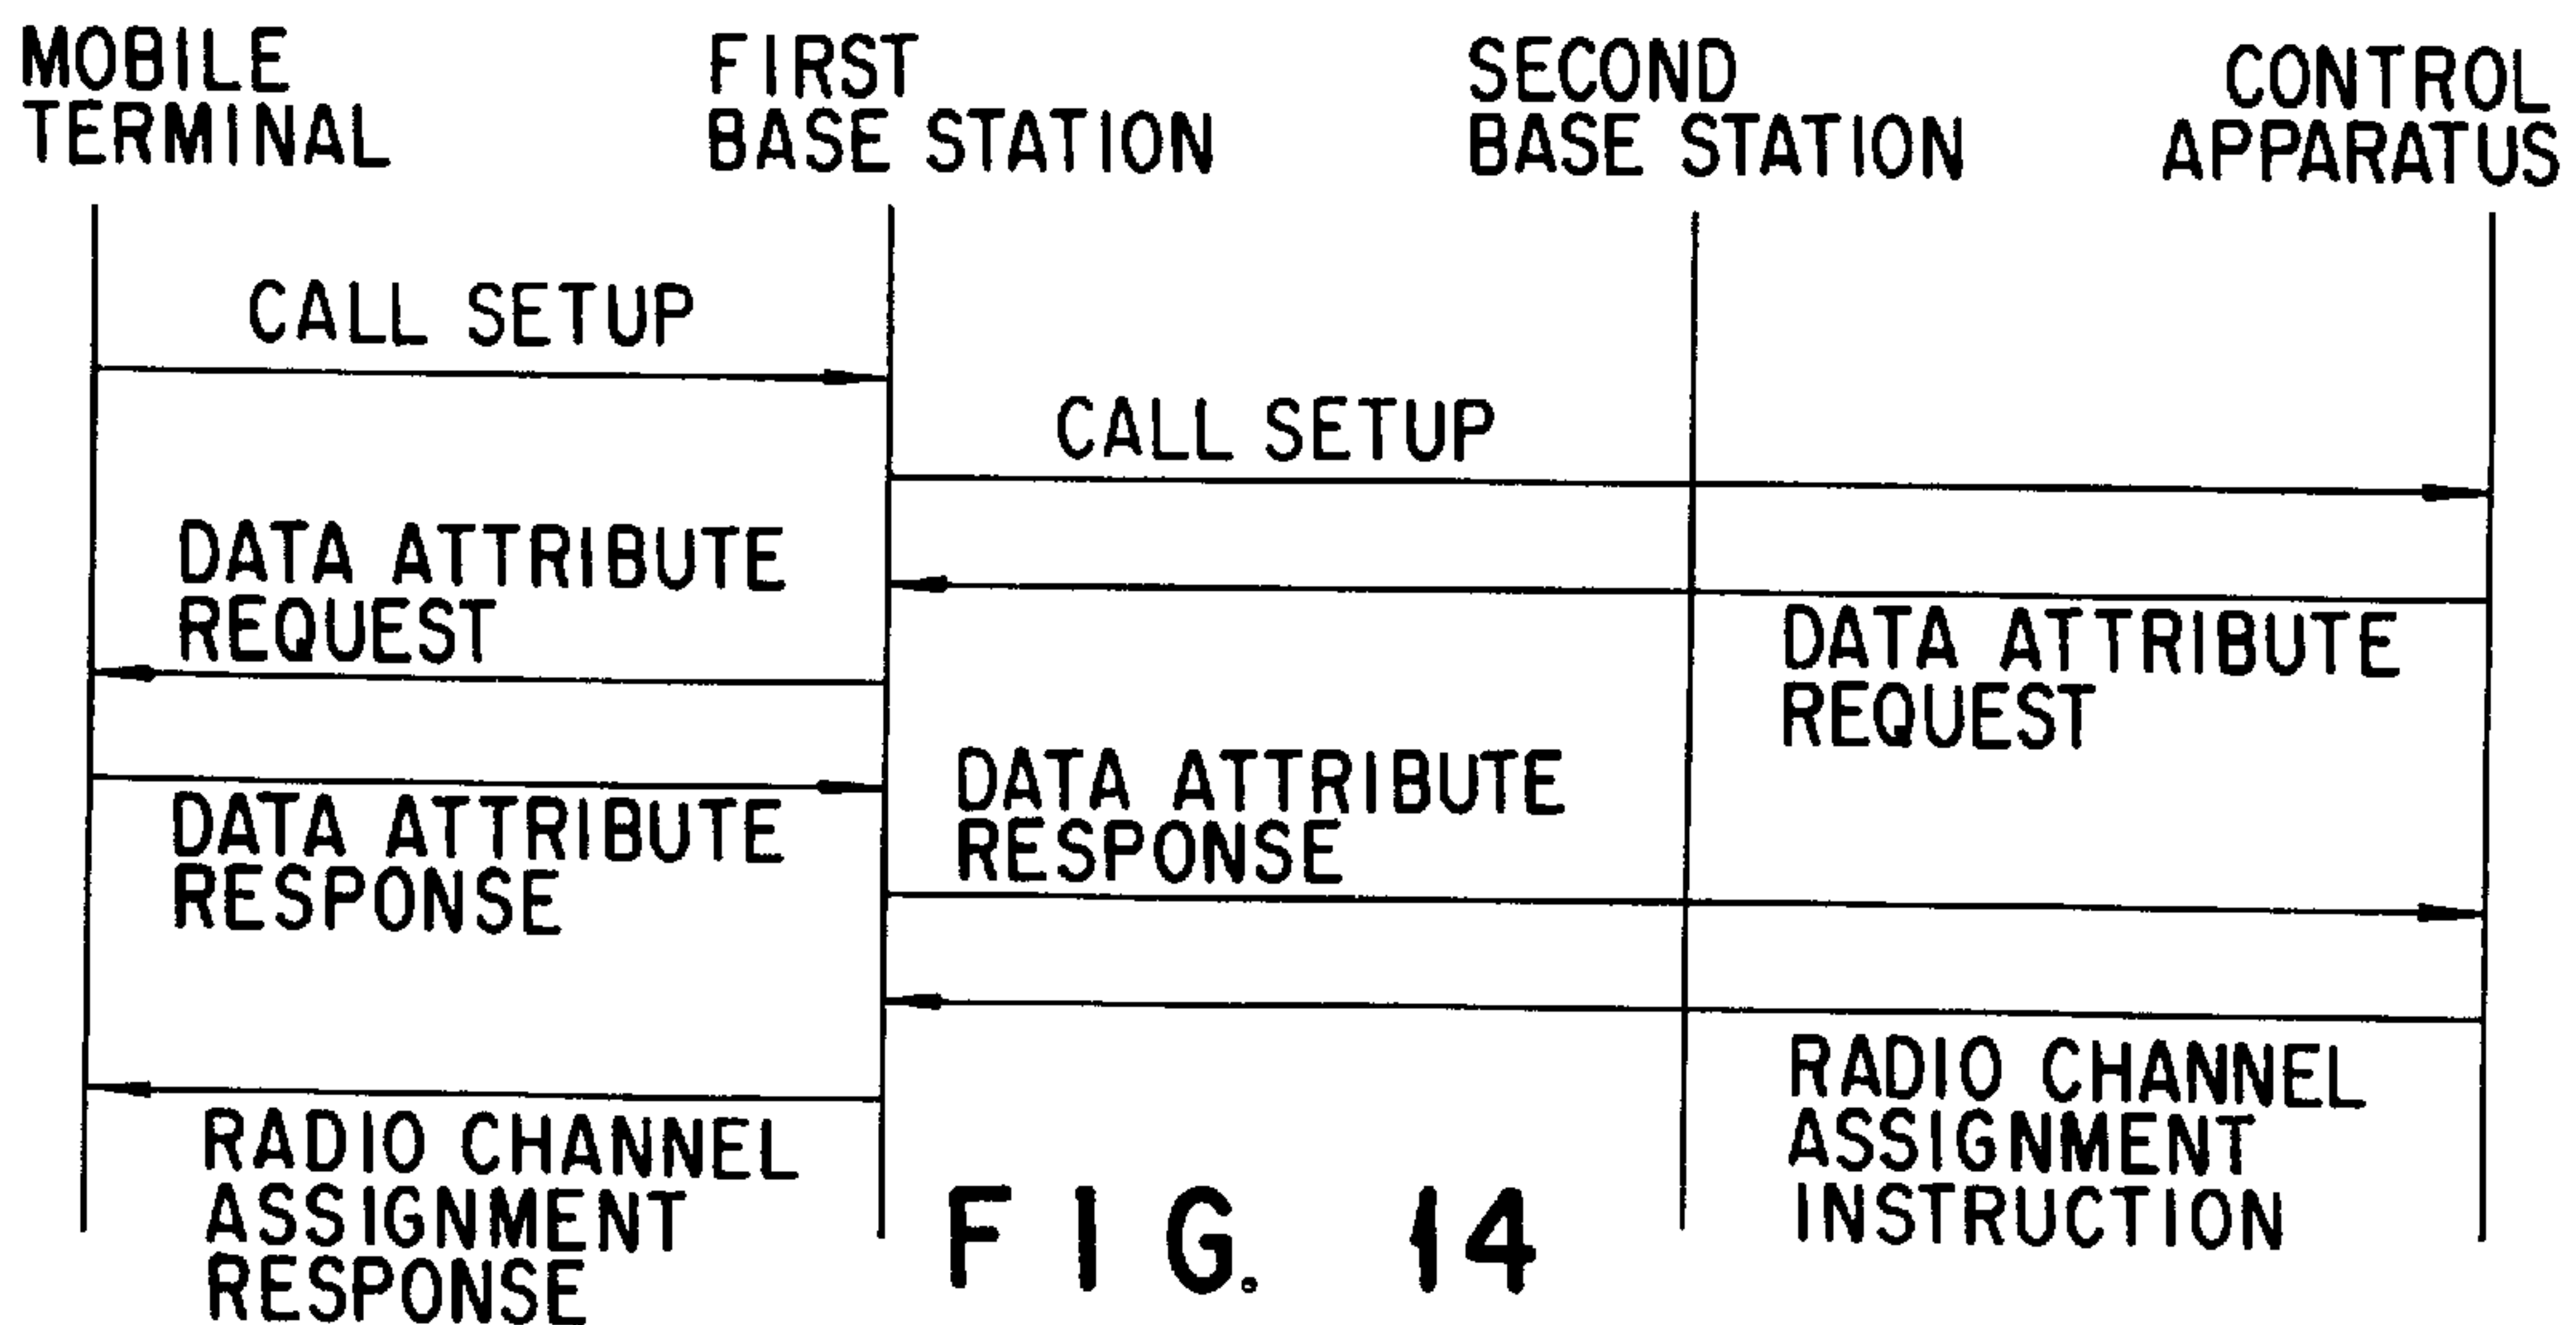 MOBILE
TERMINAL
FIRST
BASE STATION
SECOND
BASE STATION
CONTROL
APPARATUS
CALL SETUP
CALL SETUP
DATA ATTRIBUTE
REQUEST
DATA ATTRIBUTE
REQUEST
DATA ATTRIBUTE
RESPONSE
DATA ATTRIBUTE
RESPONSE
RADIO CHANNEL
ASSIGNMENT
INSTRUCTION
RADIO CHANNEL
ASSIGNMENT
RESPONSE
FIG. 14